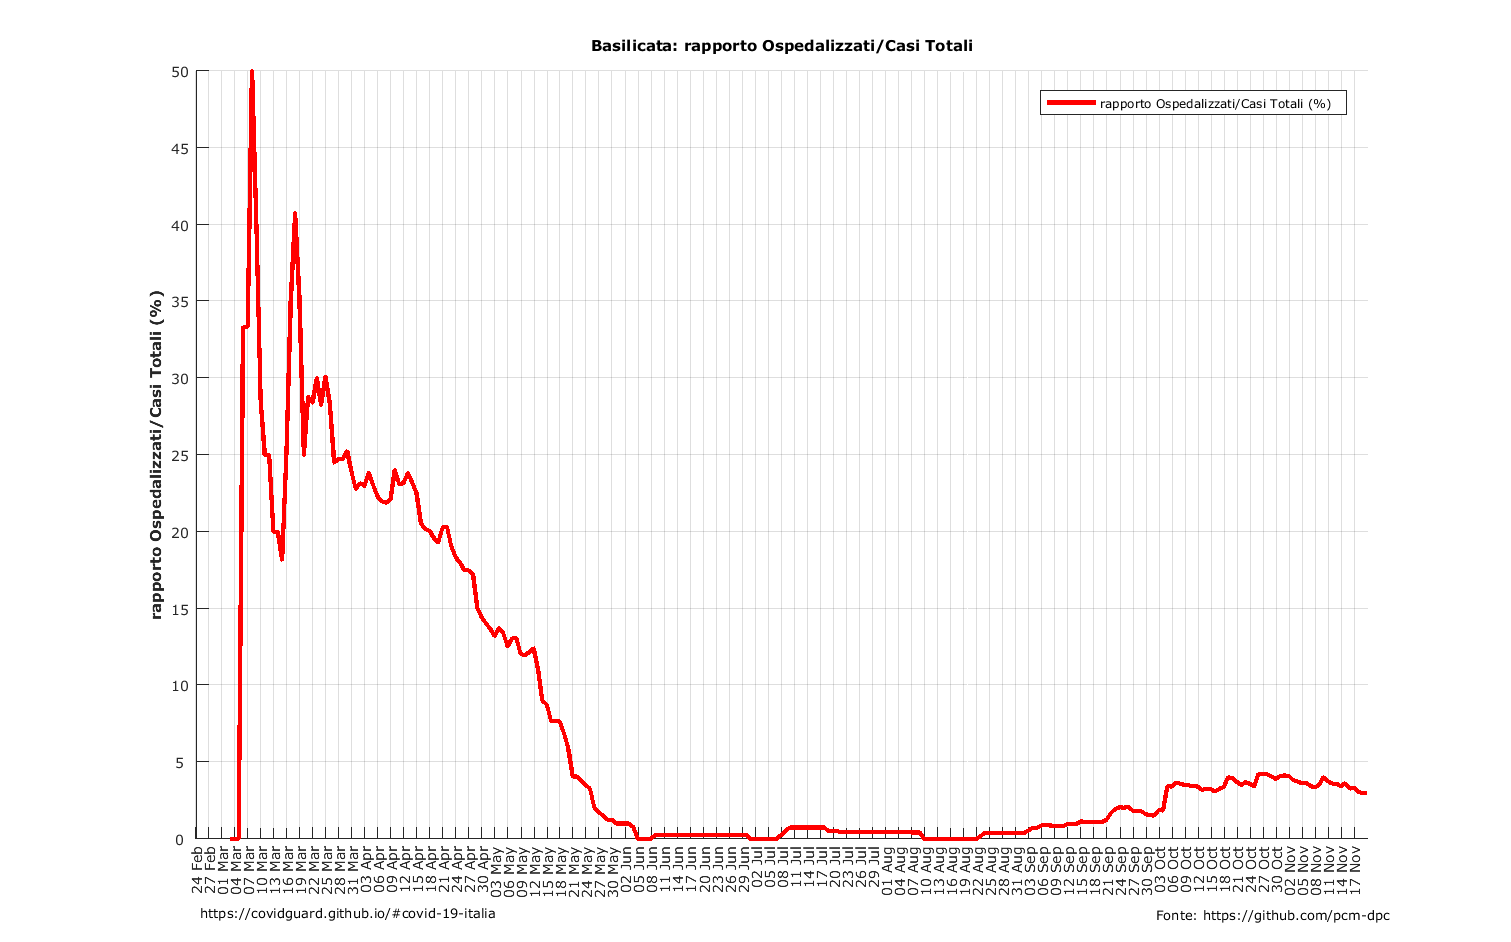 Basilicata: rapporto Ospedalizzati/Casi Totali
rapporto Ospedalizzati/Casi Totali (%)
rapporto Ospedalizzati/Casi Totali (%)
50
45
40
35
30
25
20
15
10
5
0
24 Feb
27 Feb
01 Mar
04 Mar
07 Mar
10 Mar
13 Mar
16 Mar
19 Mar
22 Mar
25 Mar
28 Mar
31 Mar
03 Apr
06 Apr
09 Apr
12 Apr
15 Apr
18 Apr
21 Apr
24 Apr
27 Apr
30 Apr
03 May
06 May
09 May
12 May
15 May
18 May
21 May
24 May
27 May
30 May
02 Jun
05 Jun
08 Jun
11 Jun
14 Jun
17 Jun
20 Jun
23 Jun
26 Jun
29 Jun
02 Jul
05 Jul
08 Jul
11 Jul
14 Jul
17 Jul
20 Jul
23 Jul
26 Jul
29 Jul
01 Aug
04 Aug
07 Aug
10 Aug
13 Aug
16 Aug
19 Aug
22 Aug
25 Aug
28 Aug
31 Aug
03 Sep
06 Sep
09 Sep
12 Sep
15 Sep
18 Sep
21 Sep
24 Sep
27 Sep
30 Sep
03 Oct
06 Oct
09 Oct
12 Oct
15 Oct
18 Oct
21 Oct
24 Oct
27 Oct
30 Oct
02 Nov
05 Nov
08 Nov
11 Nov
14 Nov
17 Nov
https://covidguard.github.io/#covid-19-italia
Fonte: https://github.com/pcm-dpc